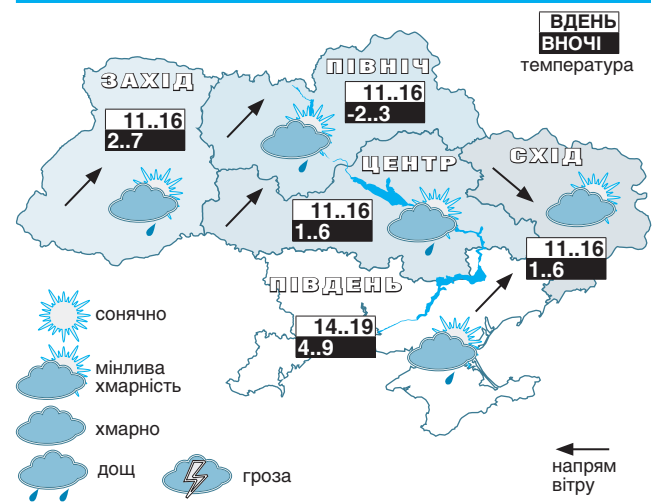 ВДЕНЬ
ВНОЧІ
температура
ПІВНІЧ
11..16
-2..3
ЗАХІД
11..16
2..7
ЦЕНТР
11..16
1..6
СХІД
11..16
1..6
ПІВДЕНЬ
14..19
4..9
сонячно
мінлива
хмарність
хмарно
дощ
гроза
напрям
вітру